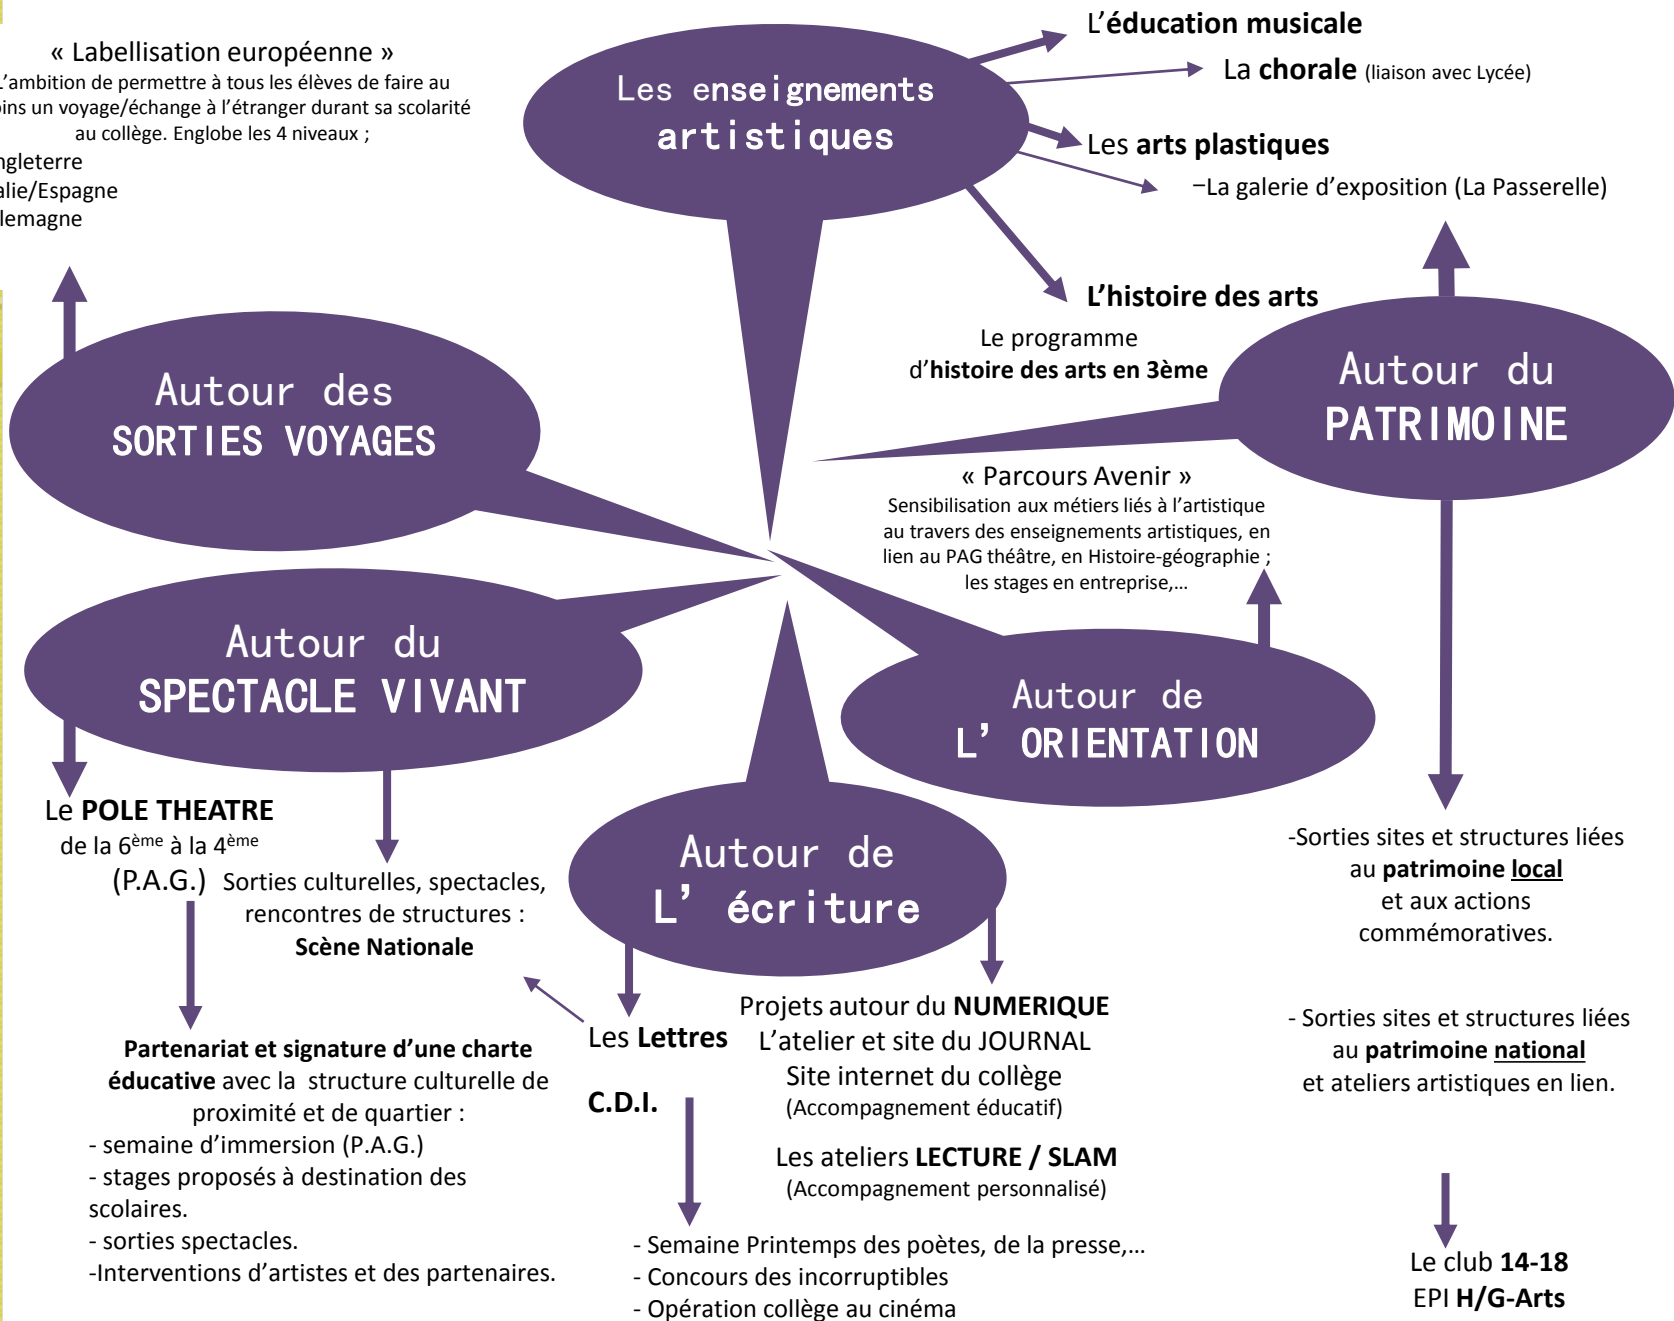 « Labellisation européenne »
L'ambition de permettre à tous les élèves de faire au
moins un voyage/échange à l'étranger durant sa scolarité
au collège. Englobe les 4 niveaux ;
ngleterre
alie/Espagne
lemagne
Les enseignements
artistiques
L'éducation musicale
La chorale (liaison avec Lycée)
Les arts plastiques
–La galerie d'exposition (La Passerelle)
L'histoire des arts
Le programme
d'histoire des arts en 3ème
Autour du
PATRIMOINE
Autour des
SORTIES VOYAGES
« Parcours Avenir »
Sensibilisation aux métiers liés à l'artistique
au travers des enseignements artistiques, en
lien au PAG théâtre, en Histoire-géographie ;
les stages en entreprise,...
Autour du
SPECTACLE VIVANT
Autour de
L' ORIENTATION
Le POLE THEATRE
de la 6ème à la 4ème
(P.A.G.)
Sorties culturelles, spectacles,
rencontres de structures :
Scène Nationale
Partenariat et signature d'une charte
éducative avec la structure culturelle de
proximité et de quartier :
- semaine d'immersion (P.A.G.)
- stages proposés à destination des
scolaires.
- sorties spectacles.
-Interventions d'artistes et des partenaires.
Autour de
L' écriture
Les Lettres
C.D.I.
Projets autour du NUMERIQUE
L'atelier et site du JOURNAL
Site internet du collège
(Accompagnement éducatif)
Les ateliers LECTURE / SLAM
(Accompagnement personnalisé)
- Semaine Printemps des poètes, de la presse,...
- Concours des incorruptibles
- Opération collège au cinéma
-Sorties sites et structures liées
au patrimoine local
et aux actions
commémoratives.
- Sorties sites et structures liées
au patrimoine national
et ateliers artistiques en lien.
Le club 14-18
EPI H/G-Arts